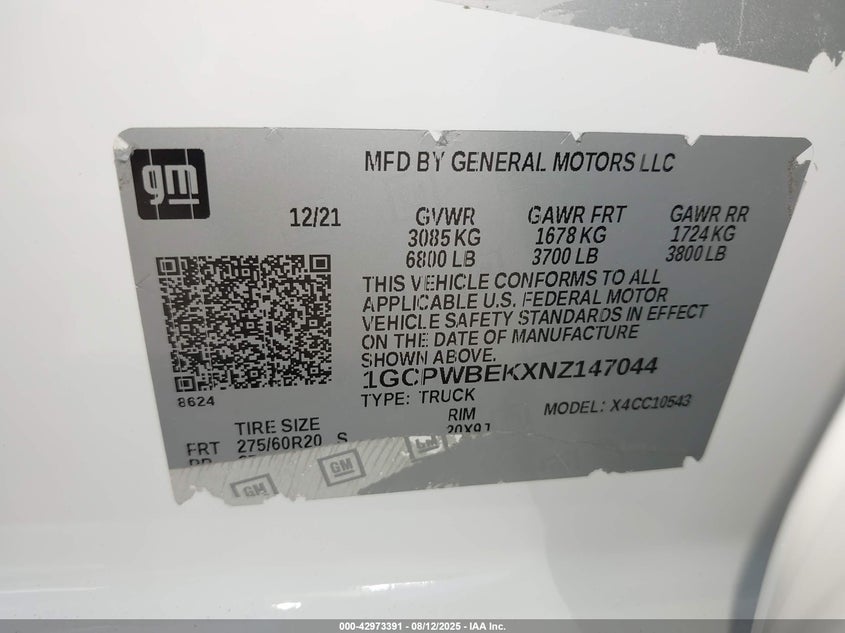 gm
MFD BY GENERAL MOTORS LLC
12/21 GVWR GAWR FRT GAWR RR
3085 KG 1678 KG 1724 KG
6800 LB 3700 LB 3800 LB
THIS VEHICLE CONFORMS TO ALL
APPLICABLE U.S. FEDERAL MOTOR
VEHICLE SAFETY STANDARDS IN EFFECT
ON THE DATE OF MANUFACTURE
SHOWN ABOVE.
1GCPWBEKXNZ147044
8624
TYPE: TRUCK MODEL: X4CC10543
TIRE SIZE RIM
FRT 275/60R20 S 20X9J
GM GM
000-42973391 - 08/12/2025 - IAA Inc.